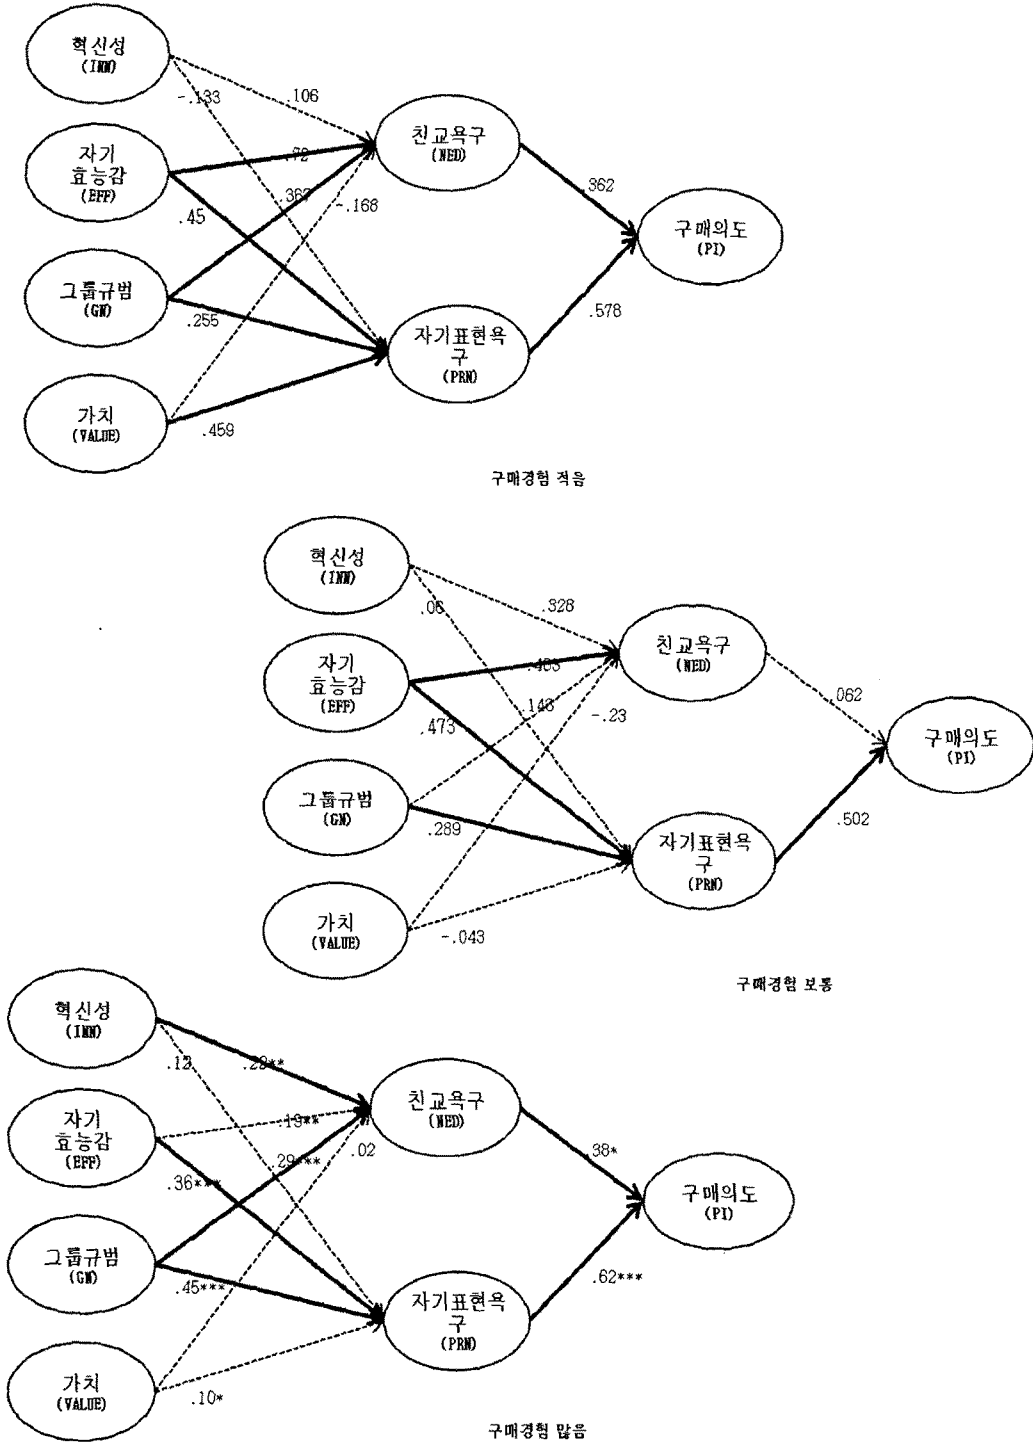 혁신성
(INN)
-.133
.106
자기
효능감
(EFF)
.72
친교욕구
(NED)
.362
.45
-.168
구매의도
(PI)
그룹규범
(GN)
.255
.578
자기표현욕
구
(PRN)
가치
(VALUE)
.459
구매경험 적음
혁신성
(INN)
.328
자기
효능감
(EFF)
친교욕구
(NED)
.473
-.23
.062
구매의도
(PI)
그룹규범
(GN)
.289
.502
자기표현욕
구
(PRN)
가치
(VALUE)
-.043
구매경험 보통
혁신성
(INN)
자기
효능감
(EFF)
.19**
친교욕구
(NED)
.29***
.02
.38*
.36***
구매의도
(PI)
그룹규범
(GN)
.45***
.62***
자기표현욕
구
(PRN)
가치
(VALUE)
.10*
구매경험 많음